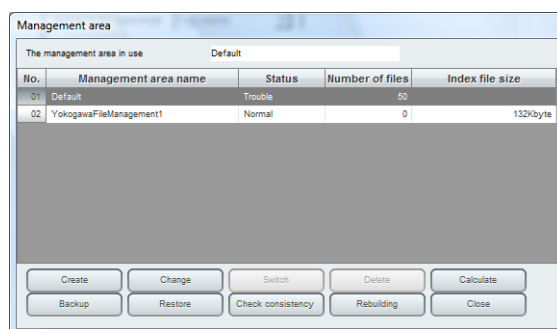 Management area
The management area in use Default
No. Management area name Status Number of files Index file size
01 Default Trouble 50
02 YokogawaFileManagement1 Normal 0 132Kbyte
Create Change Switch Delete Calculate
Backup Restore Check consistency Rebuilding Close